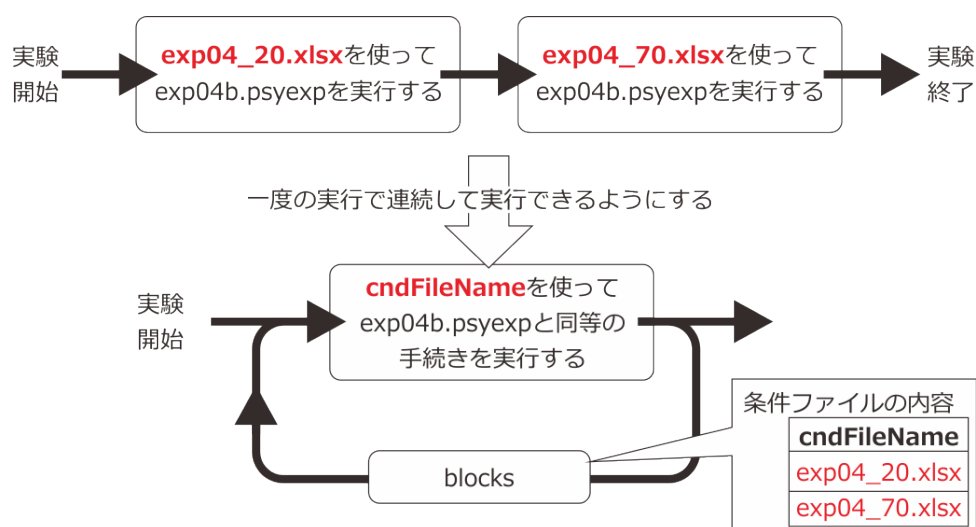 実験
開始
exp04_20.xlsxを使って
exp04b.psyexpを実行する
exp04_70.xlsxを使って
exp04b.psyexpを実行する
実験
終了
一度の実行で連続して実行できるようにする
実験
開始
cndFileNameを使って
exp04b.psyexpと同等の
手続きを実行する
blocks
条件ファイルの内容
cndFileName
exp04_20.xlsx
exp04_70.xlsx